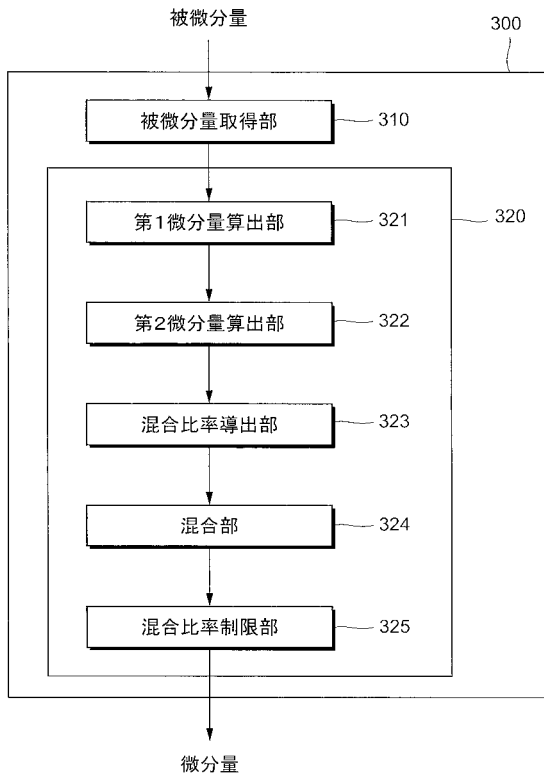 被微分量
300
被微分量取得部
310
320
第1微分量算出部
321
第2微分量算出部
322
混合比率導出部
323
混合部
324
混合比率制限部
325
微分量